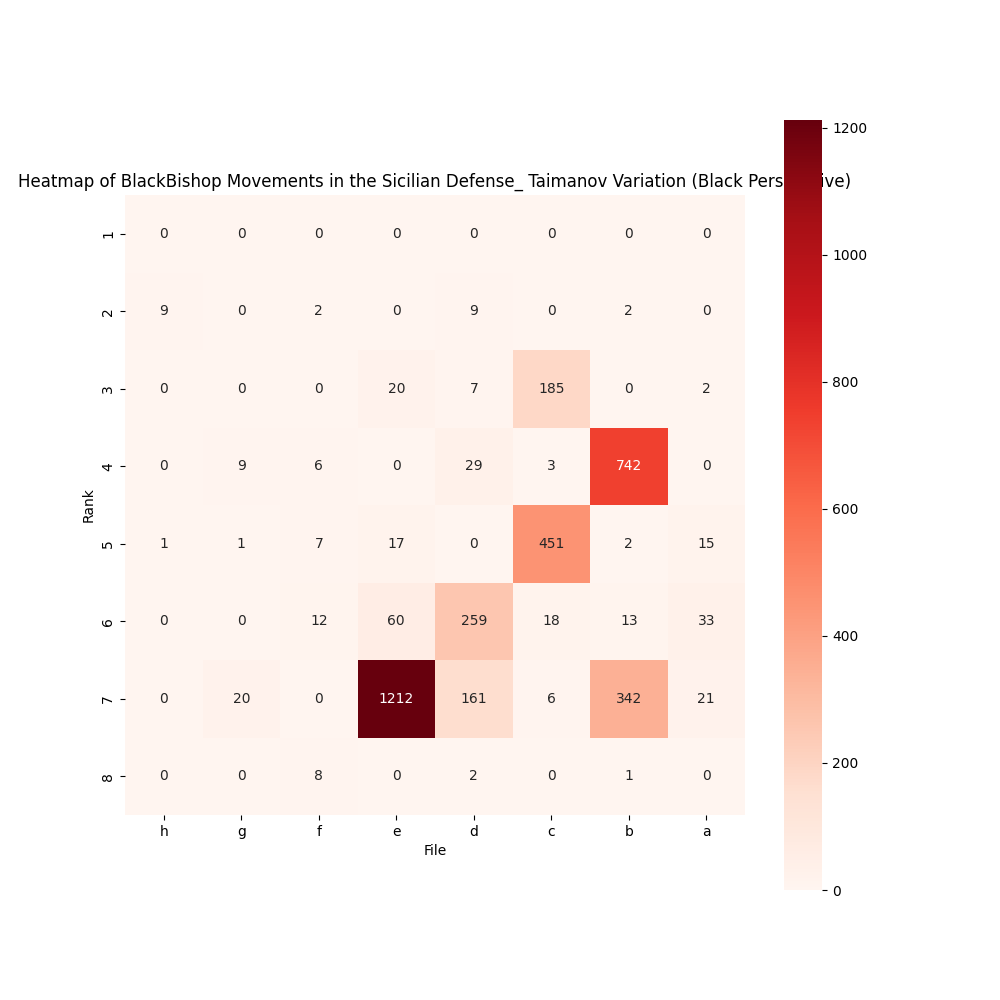 1200
Heatmap of BlackBishop Movements in the Sicilian Defense_ Taimanov Variation (Black Pers ive)
1 0 0 0 0 0 0 0 0
1000
2 9 0 2 0 9 0 2 0
3 0 0 0 20 7 185 0 2
800
4 0 9 6 0 29 3 742 0
Rank
600
5 1 1 7 17 0 451 2 15
6 0 0 12 60 259 18 13 33
400
7 0 20 0 1212 161 6 342 21
200
8 0 0 8 0 2 0 1 0
h g f e d c b a
File
0